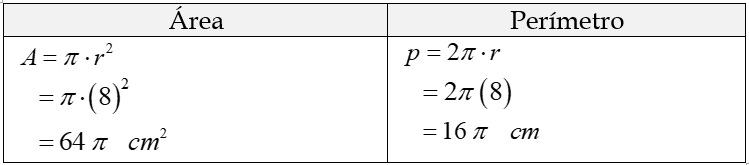 Área
Perímetro
A = π · r²
= π · (8)²
= 64 π cm²
p = 2π · r
= 2π (8)
= 16 π cm